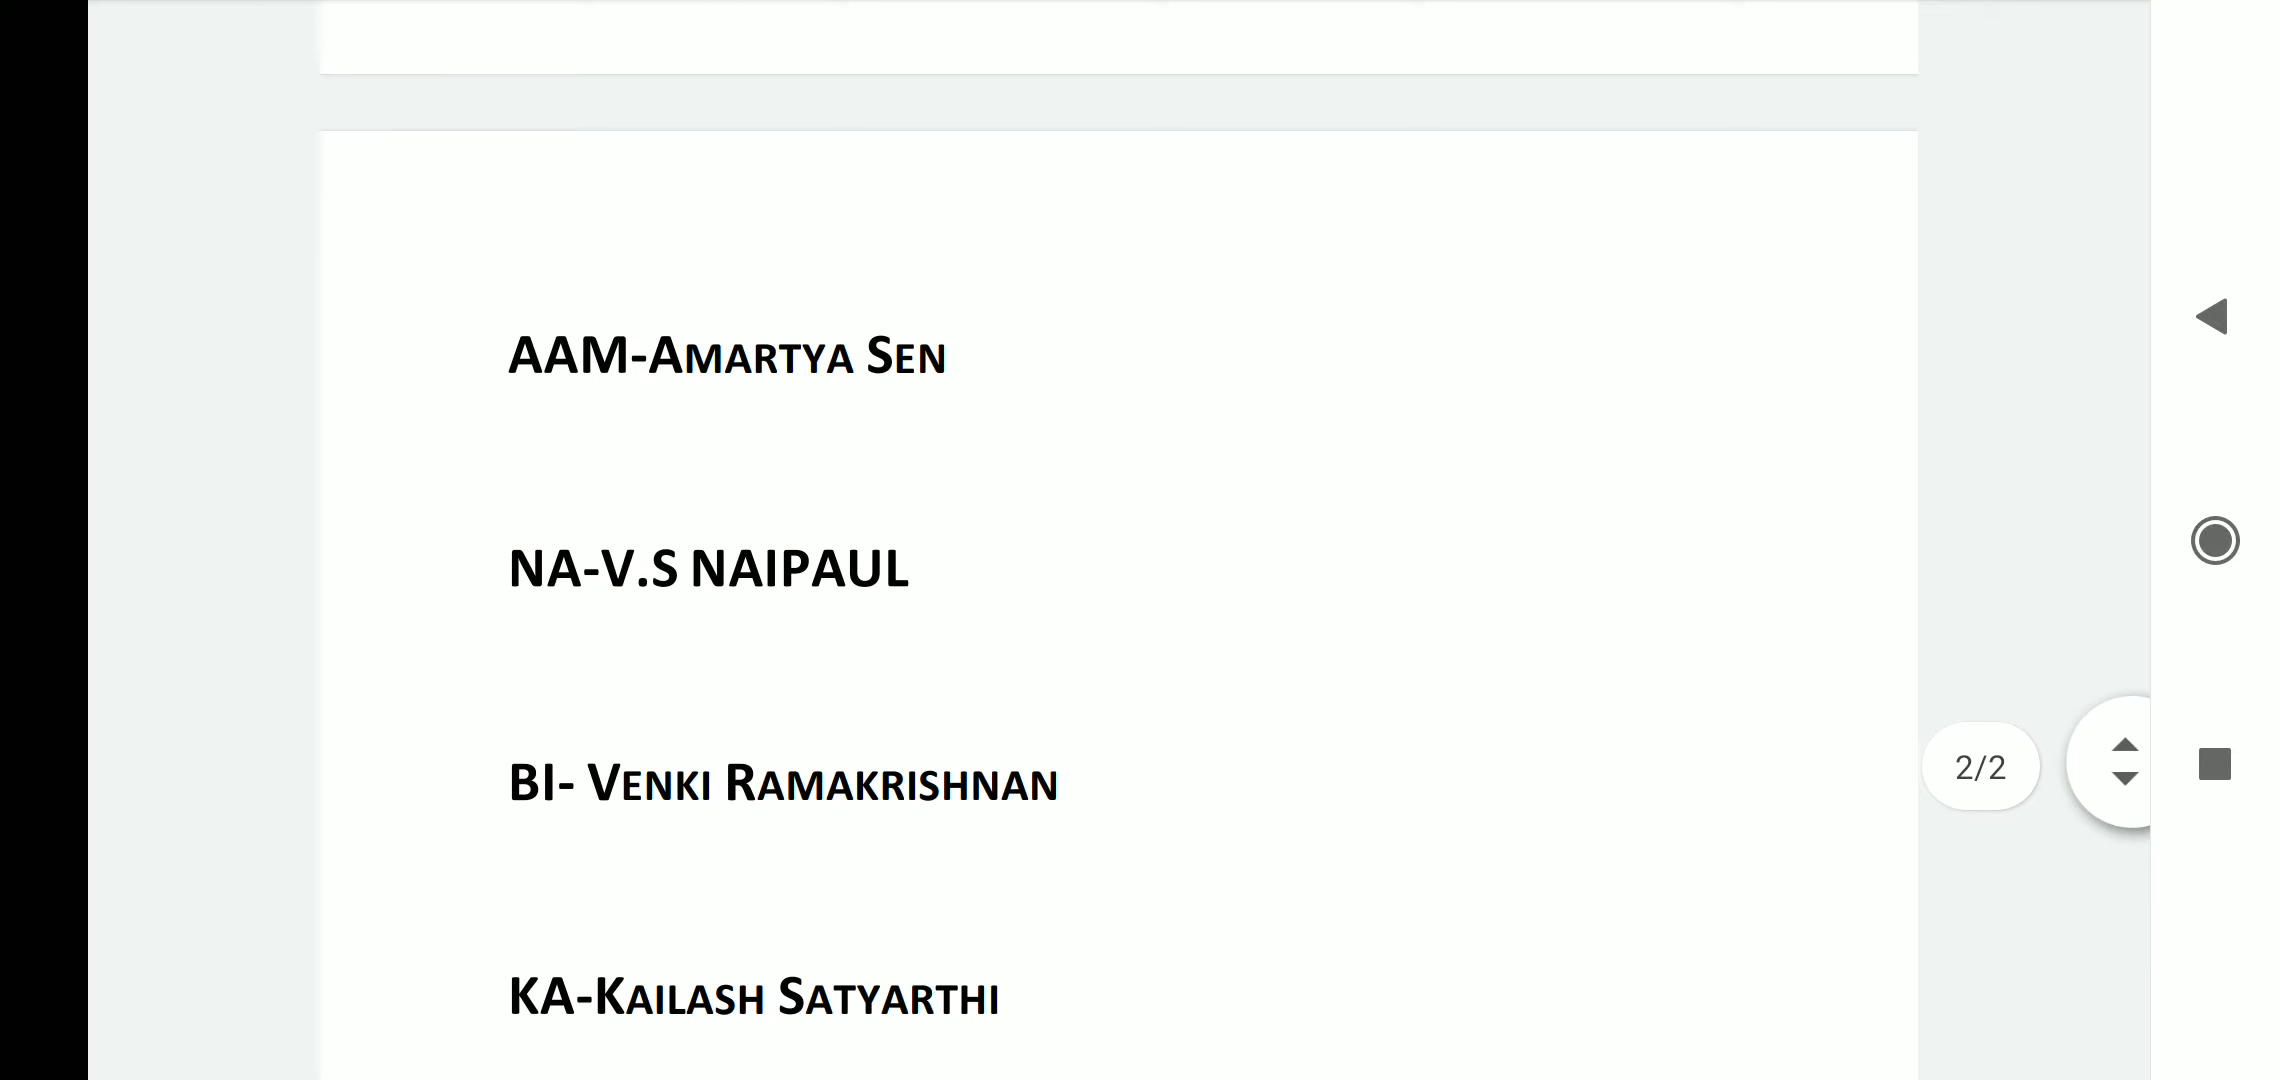 AAM-AMARTYA SEN
NA-V.S NAIPAUL
BI- VENKI RAMAKRISHNAN
2/2
KA-KAILASH SATYARTHI